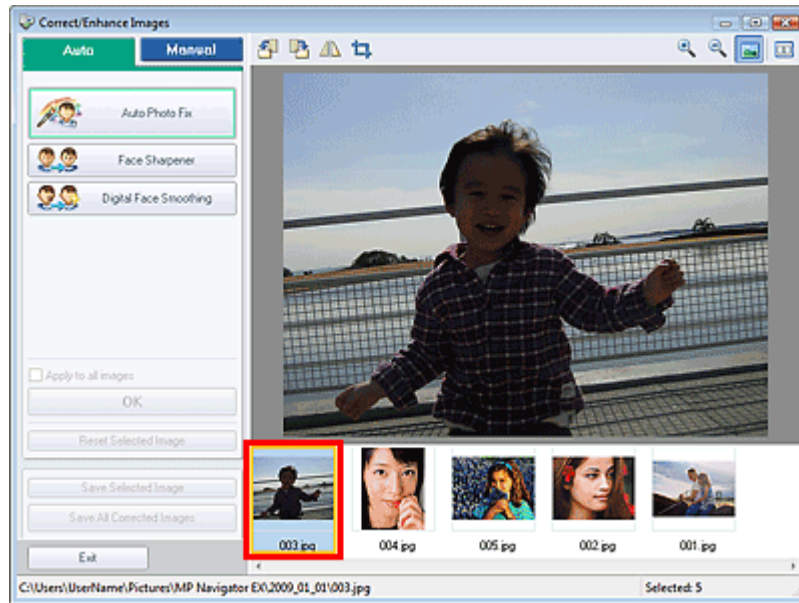 Correct/Enhance Images
Auto
Manual
Auto Photo Fix
Face Sharpener
Digital Face Smoothing
Apply to all images
OK
Reset Selected Image
Save Selected Image
Save All Corrected Images
Exit
003.jpg
004.jpg
005.jpg
002.jpg
001.jpg
C:\Users\UserName\Pictures\MP Navigator EX\2009_01_01\003.jpg
Selected: 5